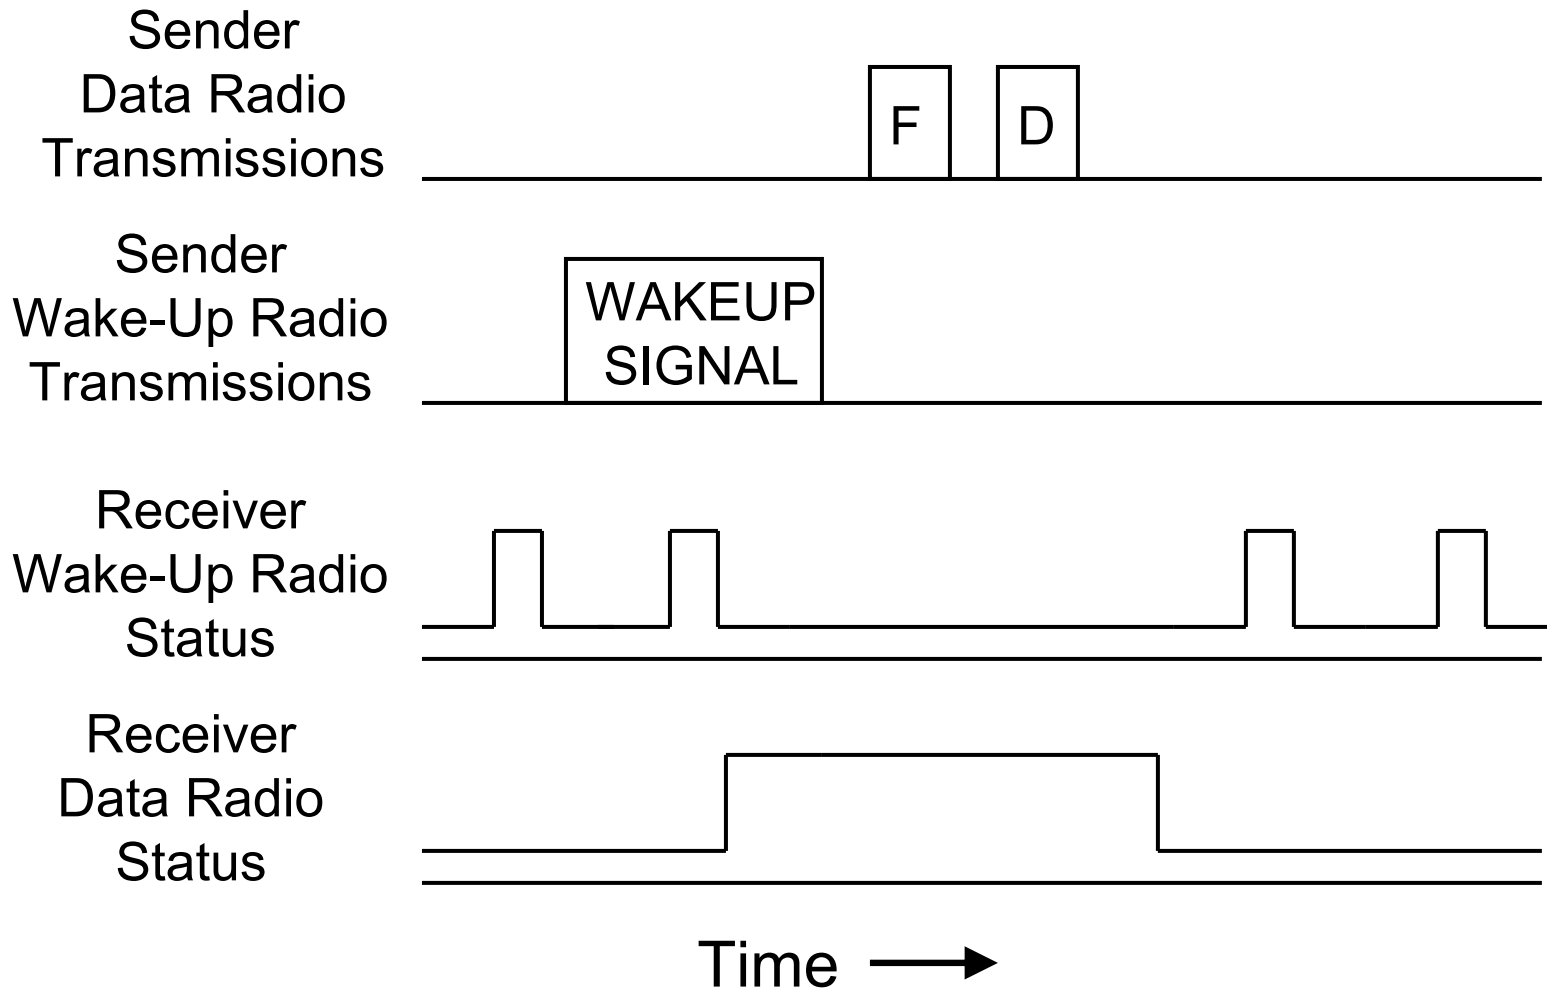 Sender
Data Radio
Transmissions
F
D
Sender
Wake-Up Radio
Transmissions
WAKEUP
SIGNAL
Receiver
Wake-Up Radio
Status
Receiver
Data Radio
Status
Time